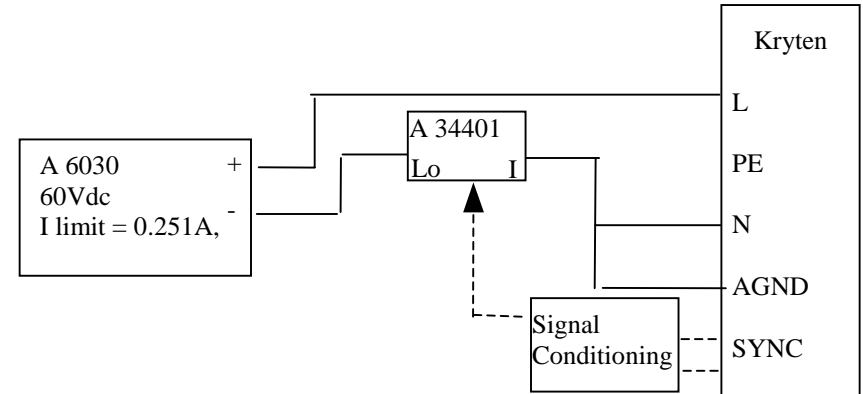 Kryten
L
A 34401
Lo I
A 6030 +
60Vdc
-
I limit = 0.251A,
PE
N
AGND
Signal
Conditioning
SYNC